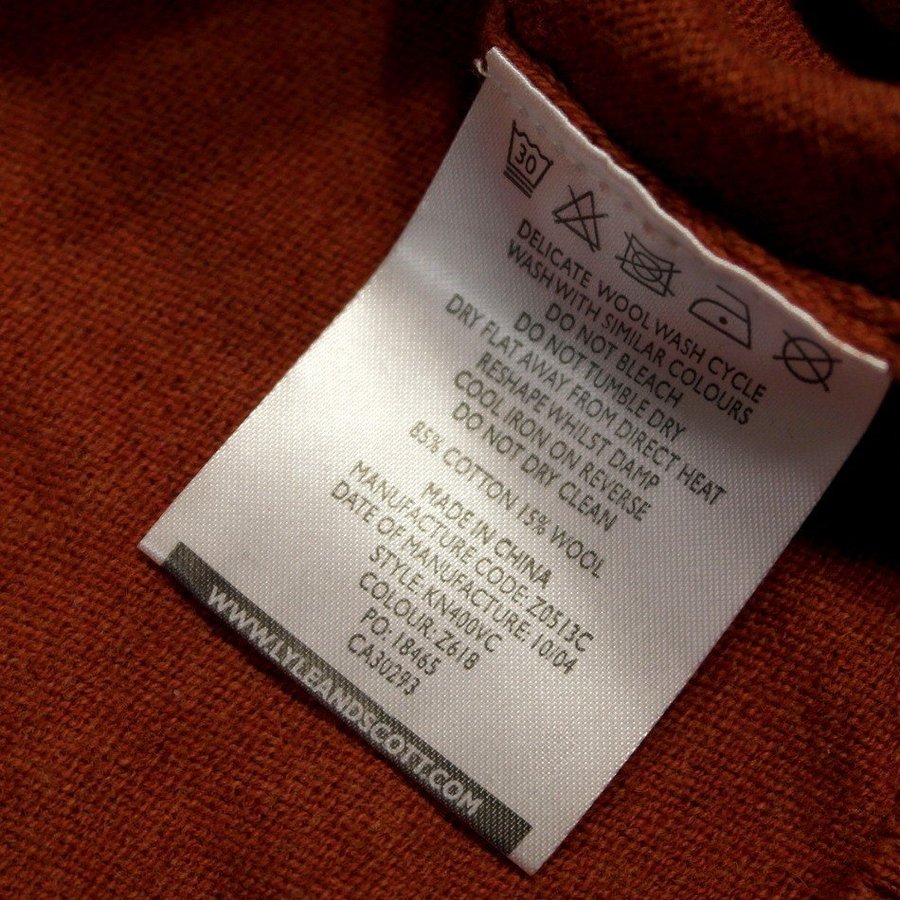 30
DELICATE WOOL WASH CYCLE
WASH WITH SIMILAR COLOURS
DO NOT BLEACH
DO NOT TUMBLE DRY
DRY FLAT AWAY FROM DIRECT HEAT
RESHAPE WHILST DAMP
COOL IRON ON REVERSE
DO NOT DRY CLEAN
85% COTTON 15% WOOL
MADE IN CHINA
MANUFACTURE CODE: Z0513C
DATE OF MANUFACTURE: 10/04
STYLE: KN400VC
COLOUR: Z618
PO: 18465
CA30293
WWW.LYLEANDSCOTT.COM